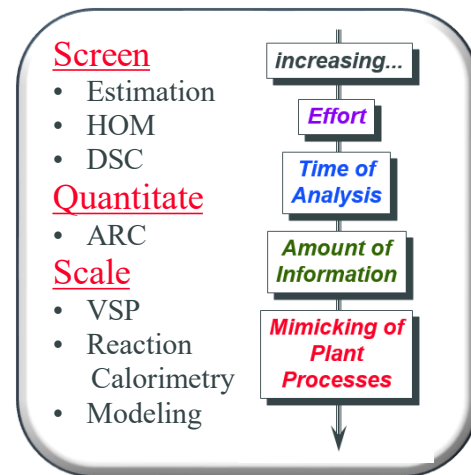 Screen
• Estimation
• HOM
• DSC
Quantitate
• ARC
Scale
• VSP
• Reaction
Calorimetry
• Modeling
increasing...
Effort
Time of
Analysis
Amount of
Information
Mimicking of
Plant
Processes